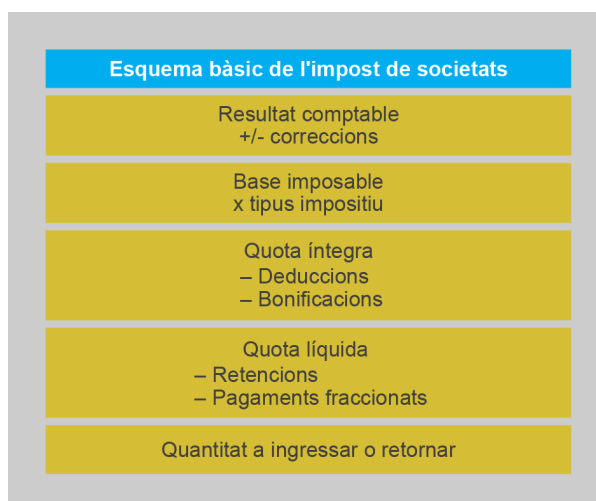 Esquema bàsic de l'impost de societats
Resultat comptable
+/- correccions
Base imposable
x tipus impositiu
Quota íntegra
– Deduccions
– Bonificacions
Quota líquida
– Retencions
– Pagaments fraccionats
Quantitat a ingressar o retornar